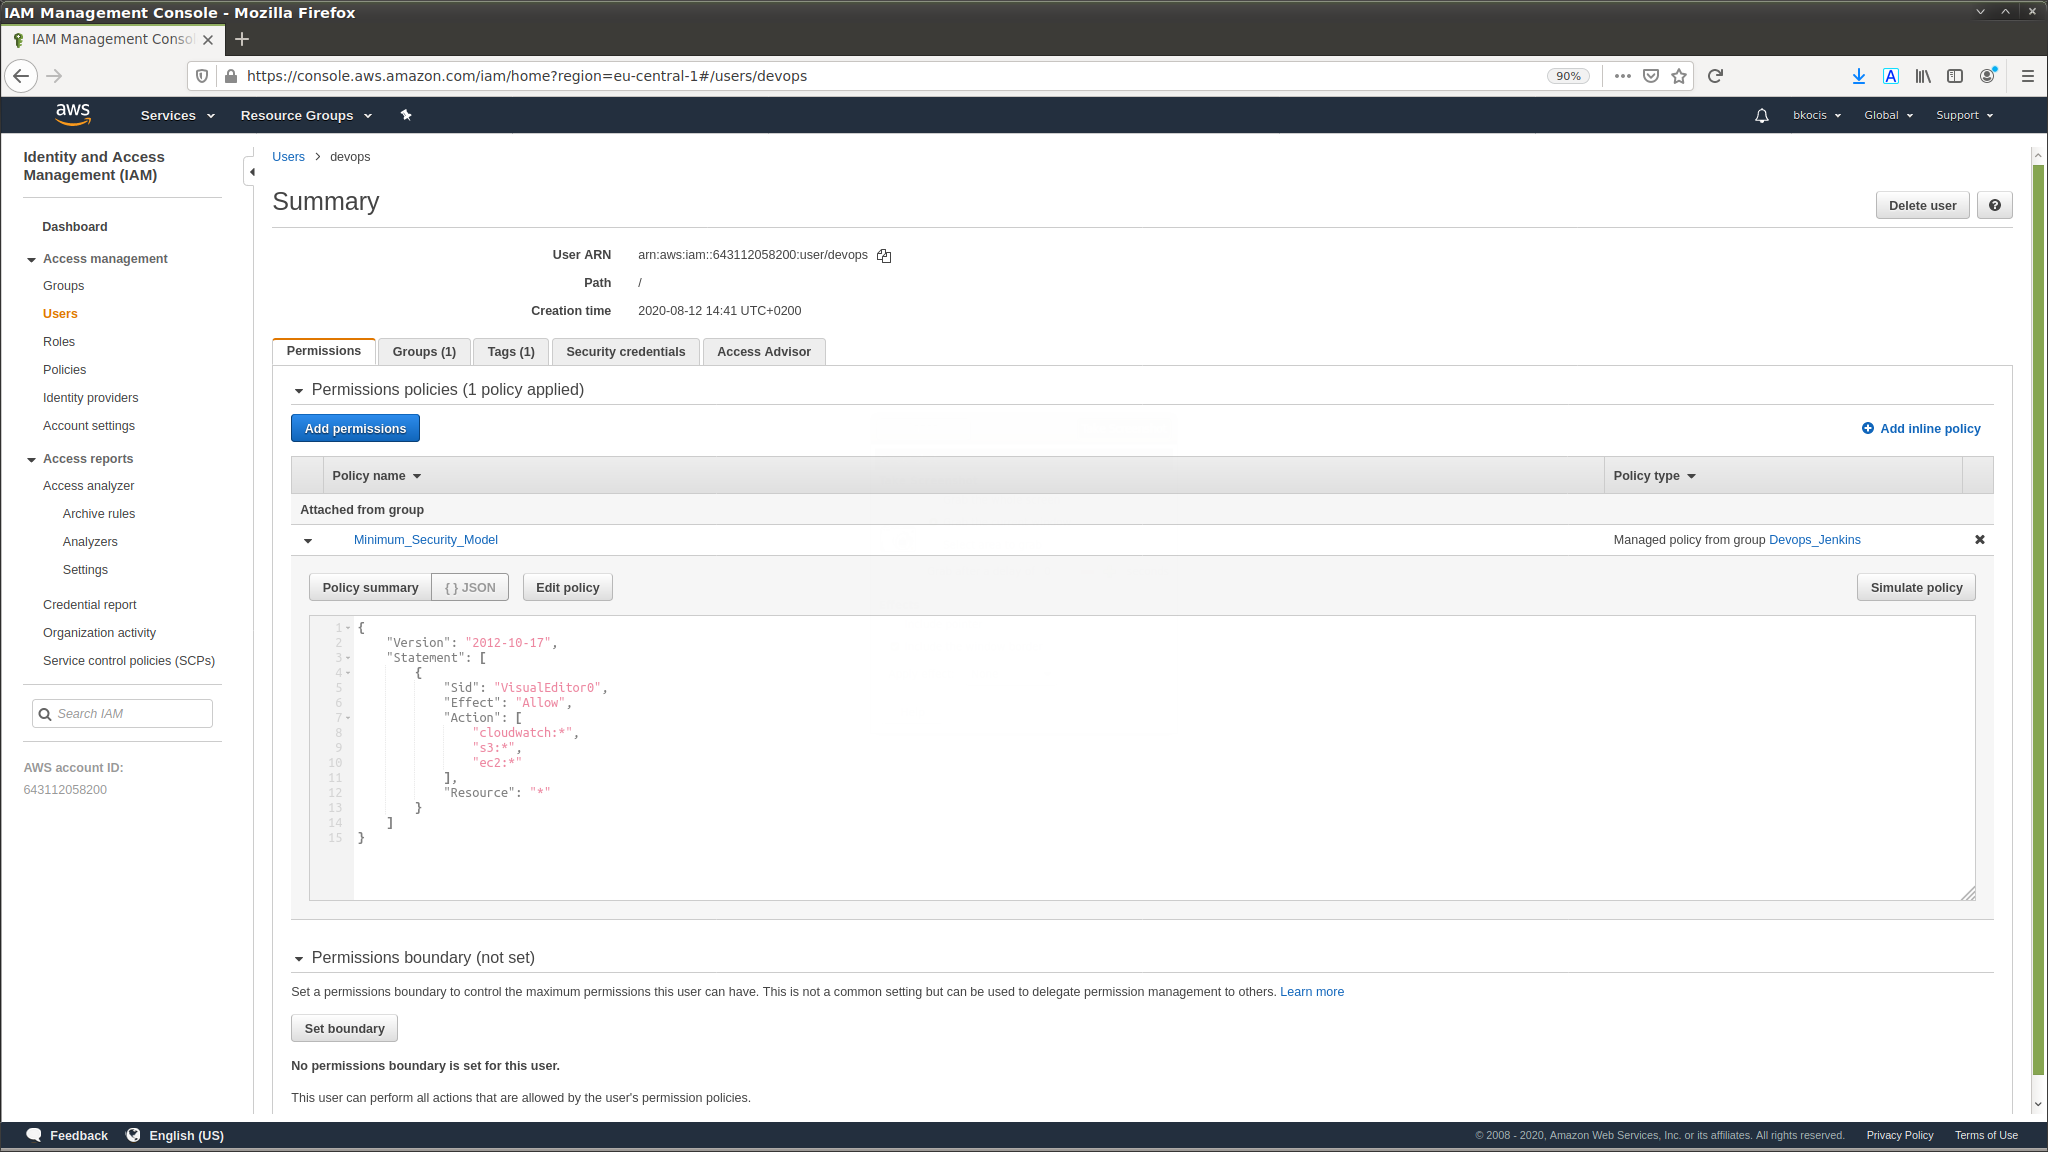 IAM Management Console - Mozilla Firefox
IAM Management Conso
https://console.aws.amazon.com/iam/home?region=eu-central-1#/users/devops
90%
aws
Services
Resource Groups
bkocis
Global
Support
Identity and Access
Management (IAM)
Dashboard
Access management
Groups
Users
Roles
Policies
Identity providers
Account settings
Access reports
Access analyzer
Archive rules
Analyzers
Settings
Credential report
Organization activity
Service control policies (SCPs)
Search IAM
AWS account ID:
643112058200
Users > devops
Summary
Delete user
User ARN arn:aws:iam::643112058200:user/devops
Path /
Creation time 2020-08-12 14:41 UTC+0200
Permissions
Groups (1)
Tags (1)
Security credentials
Access Advisor
Permissions policies (1 policy applied)
Add permissions
Add inline policy
Policy name
Policy type
Attached from group
Minimum_Security_Model
Managed policy from group Devops_Jenkins
Policy summary
{ } JSON
Edit policy
Simulate policy
1 {
2     "Version": "2012-10-17",
3     "Statement": [
4         {
5             "Sid": "VisualEditor0",
6             "Effect": "Allow",
7             "Action": [
8                 "cloudwatch:*",
9                 "s3:*",
10                 "ec2:*"
11             ],
12             "Resource": "*"
13         }
14     ]
15 }
Permissions boundary (not set)
Set a permissions boundary to control the maximum permissions this user can have. This is not a common setting but can be used to delegate permission management to others. Learn more
Set boundary
No permissions boundary is set for this user.
This user can perform all actions that are allowed by the user's permission policies.
Feedback
English (US)
© 2008 - 2020, Amazon Web Services, Inc. or its affiliates. All rights reserved.
Privacy Policy
Terms of Use